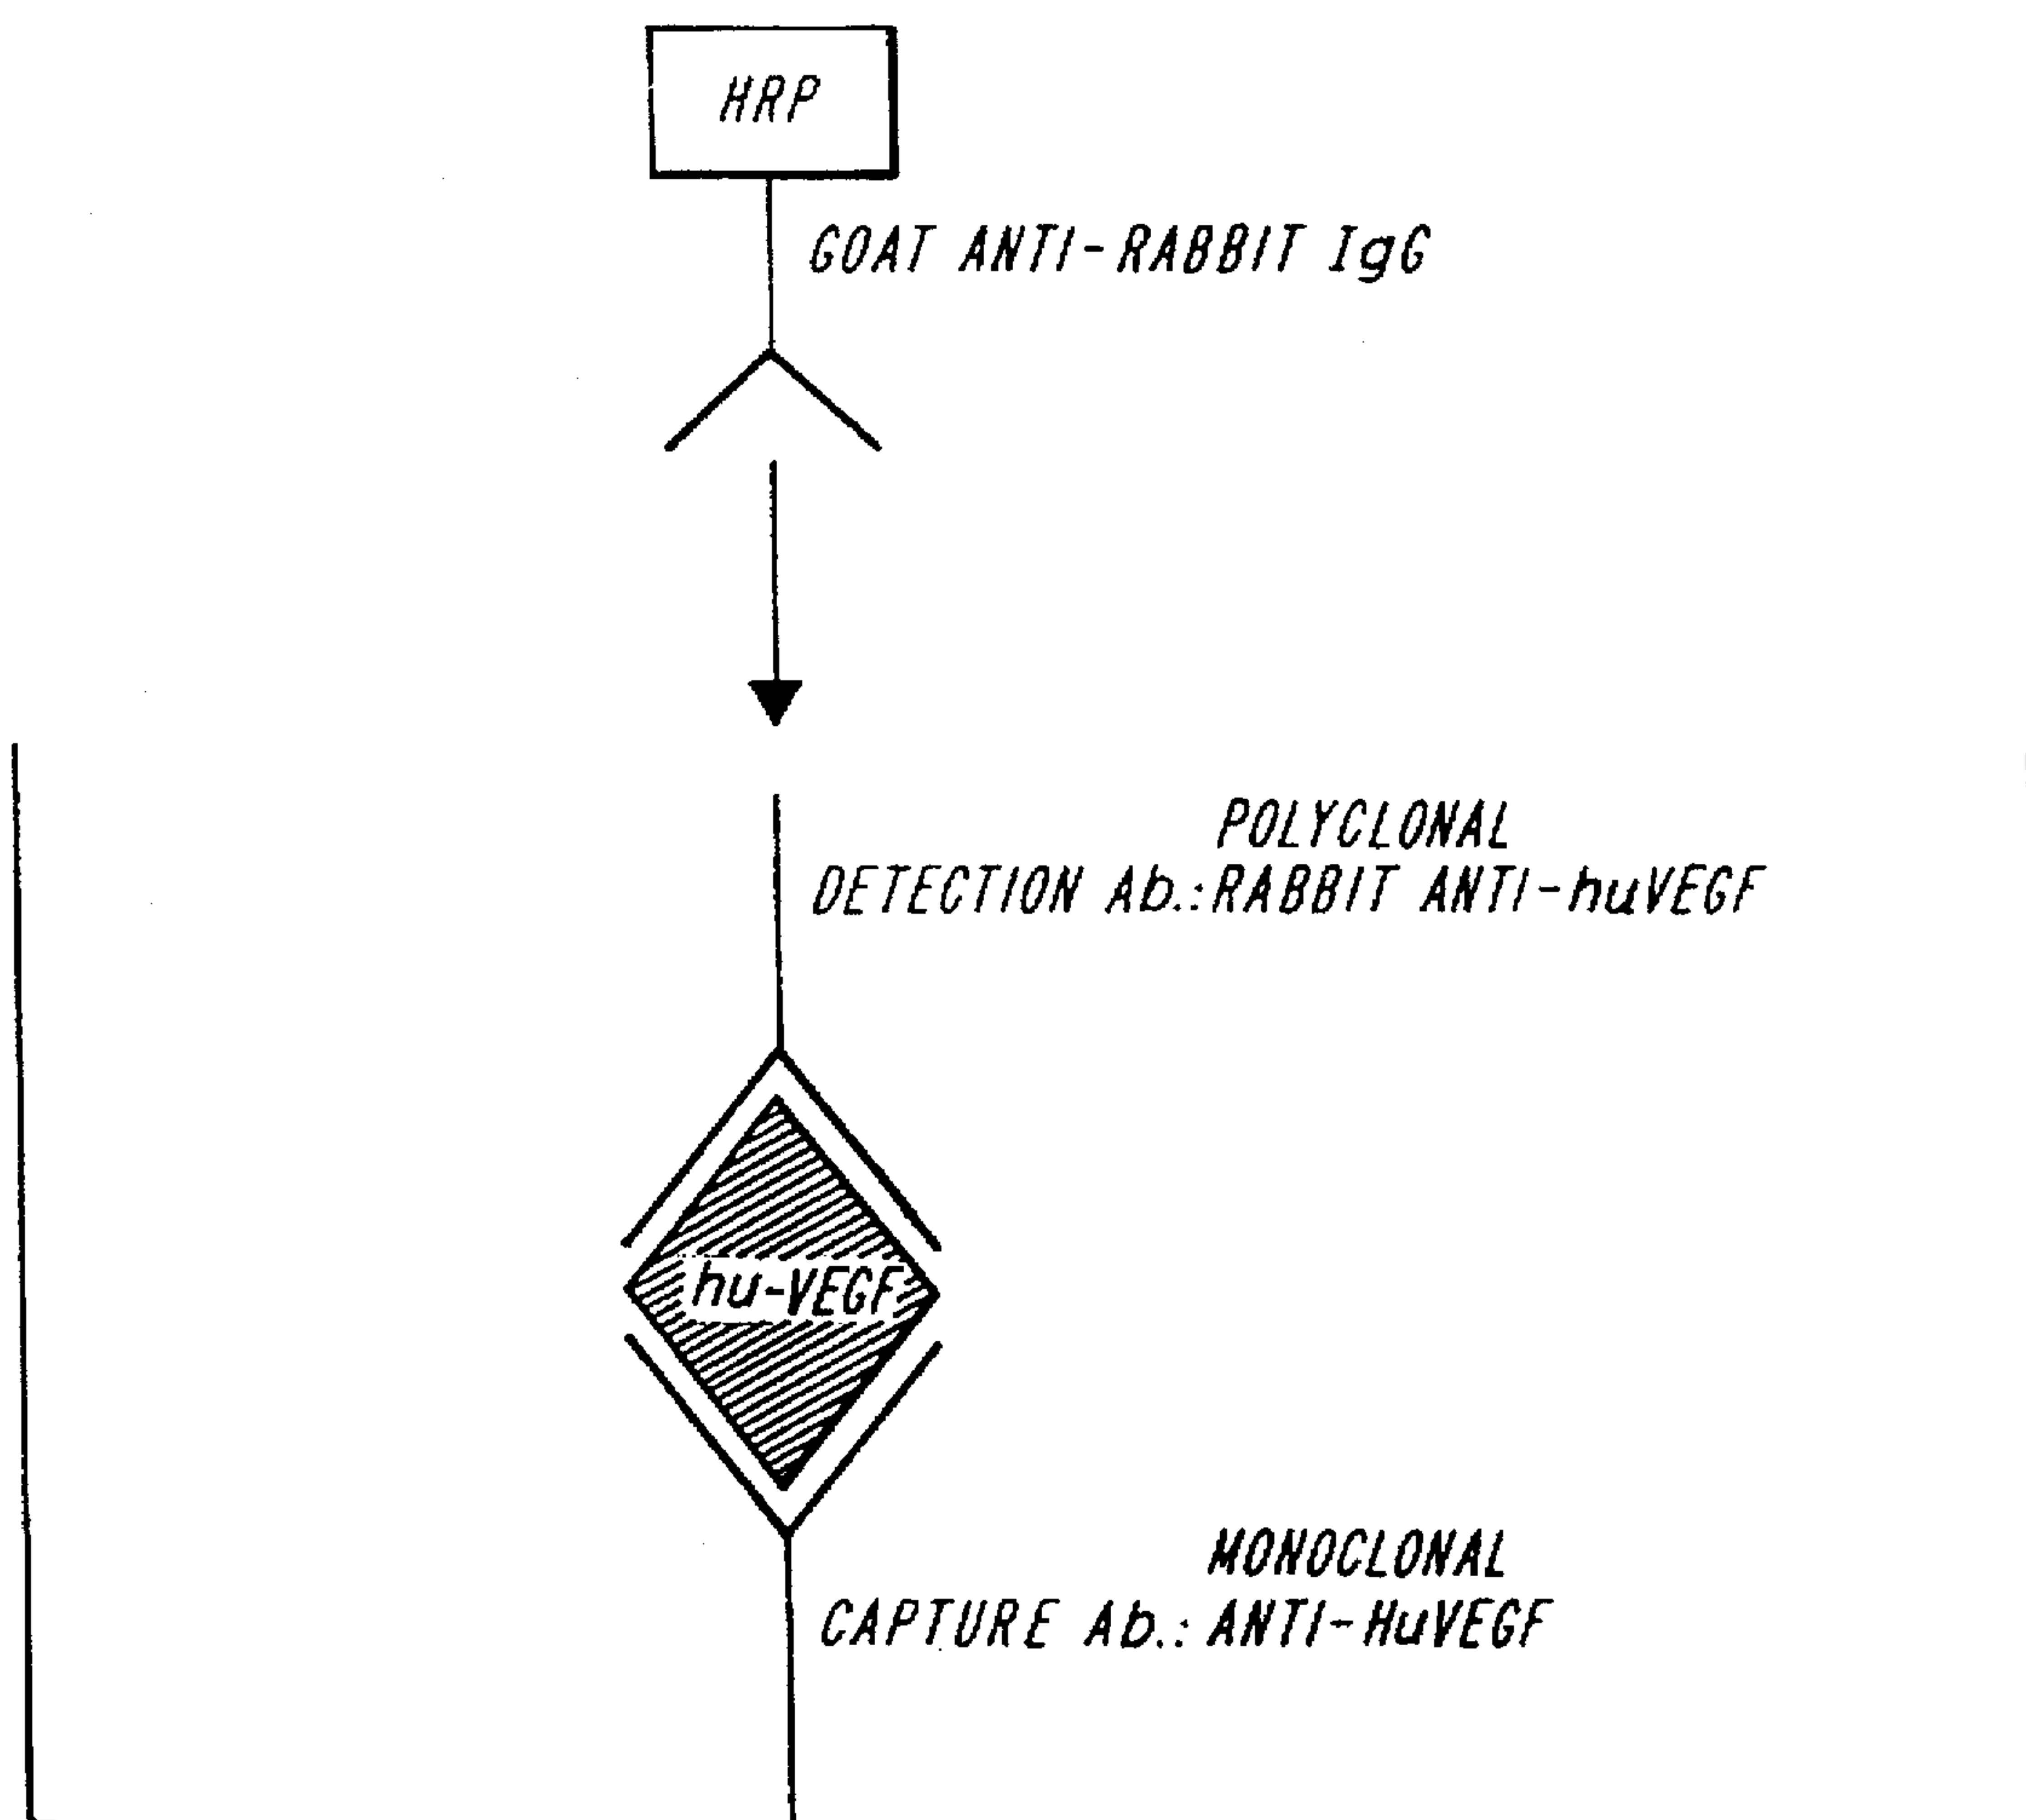 HRP
GOAT ANTI-RABBIT IgG
POLYCLONAL
DETECTION Ab.: RABBIT ANTI-huVEGF
hu-VEGF
MONOCLONAL
CAPTURE Ab.: ANTI-HuVEGF